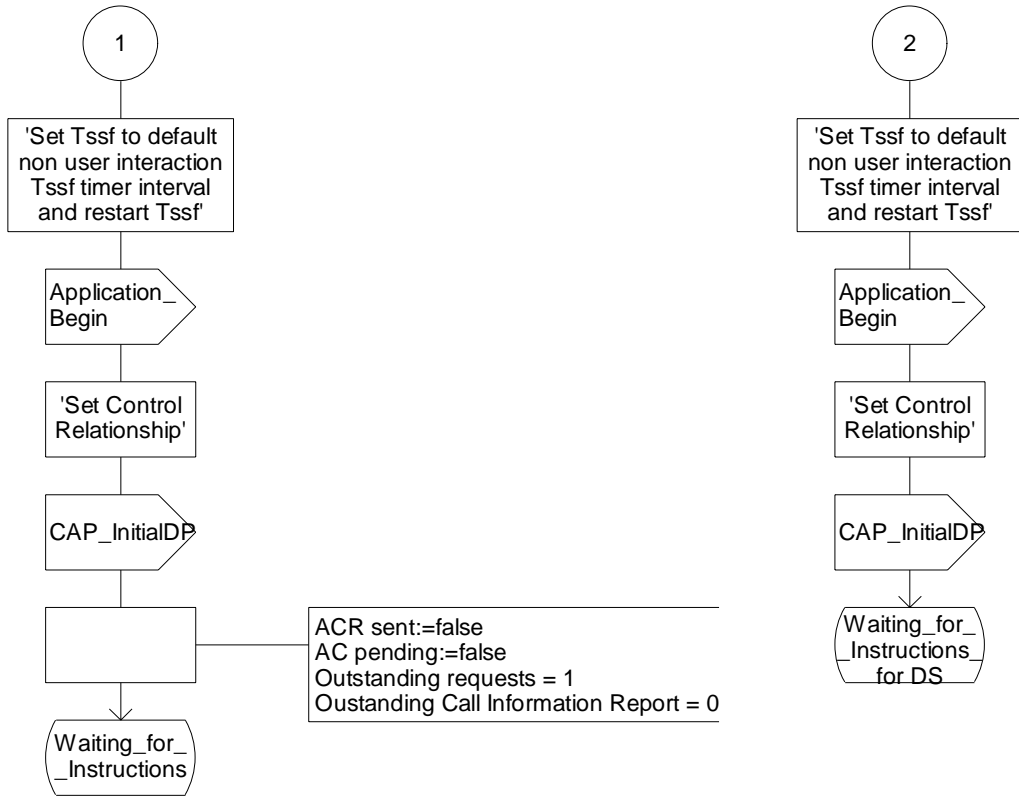 1
'Set Tssf to default
non user interaction
Tssf timer interval
and restart Tssf'
Application_
Begin
'Set Control
Relationship'
CAP_InitialDP
ACR sent:=false
AC pending:=false
Outstanding requests = 1
Oustanding Call Information Report = 0
Waiting_for_
_Instructions
2
'Set Tssf to default
non user interaction
Tssf timer interval
and restart Tssf'
Application_
Begin
'Set Control
Relationship'
CAP_InitialDP
Waiting_for_
_Instructions_
for DS